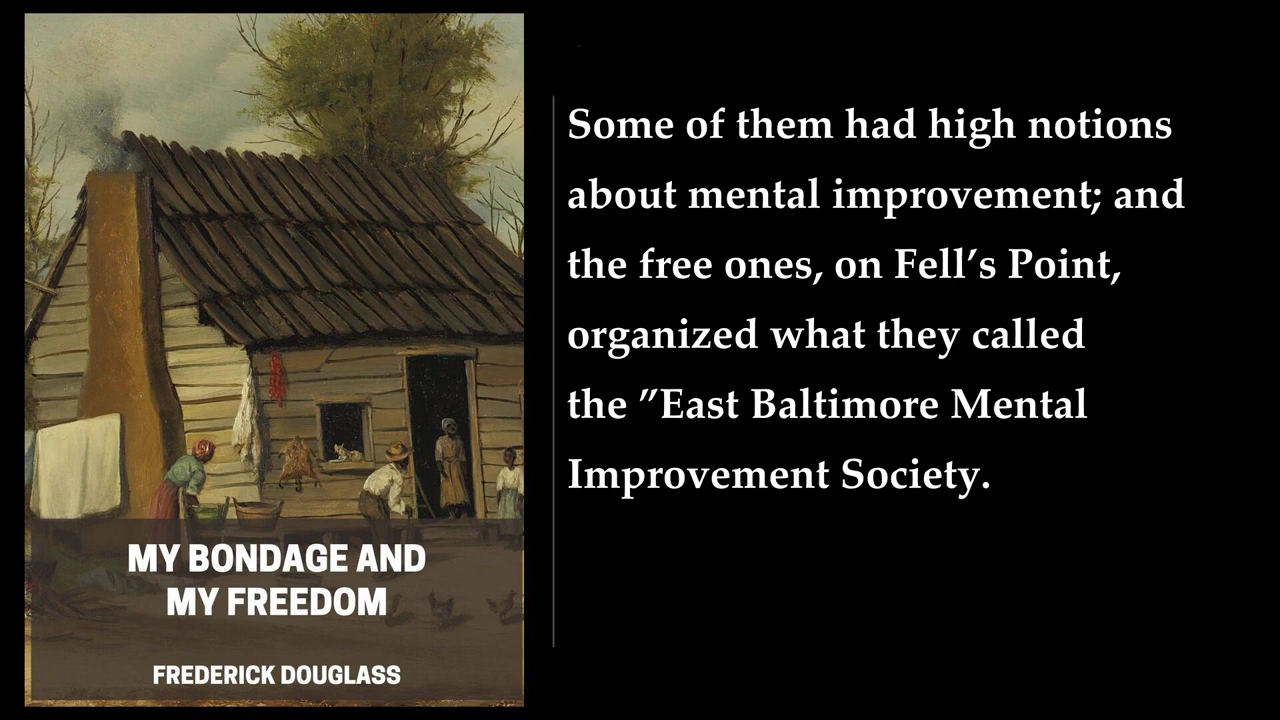 MY BONDAGE AND
MY FREEDOM
FREDERICK DOUGLASS
Some of them had high notions
about mental improvement; and
the free ones, on Fell’s Point,
organized what they called
the ”East Baltimore Mental
Improvement Society.